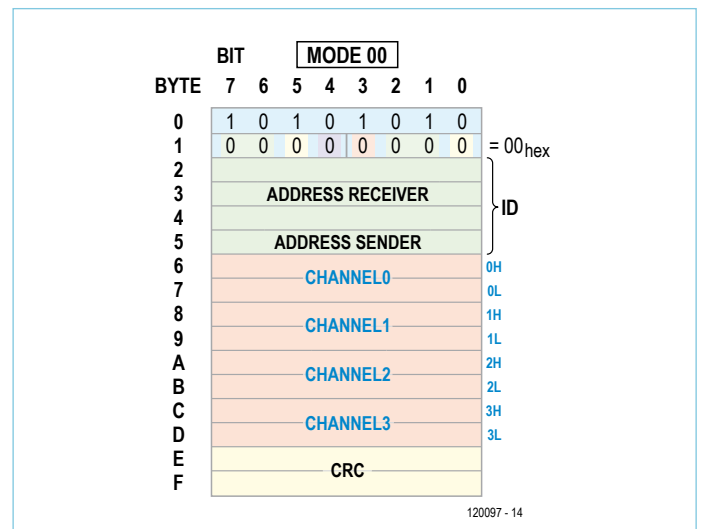 BIT MODE 00
BYTE 7 6 5 4 3 2 1 0
0 1 0 1 0 1 0 1 0
1 0 0 0 0 0 0 0 0 = 00hex
2
3 ADDRESS RECEIVER
ID
4
5 ADDRESS SENDER
6 0H
CHANNEL0
7 0L
8 1H
CHANNEL1
9 1L
A 2H
CHANNEL2
B 2L
C 3H
CHANNEL3
D 3L
E
CRC
F
120097 - 14